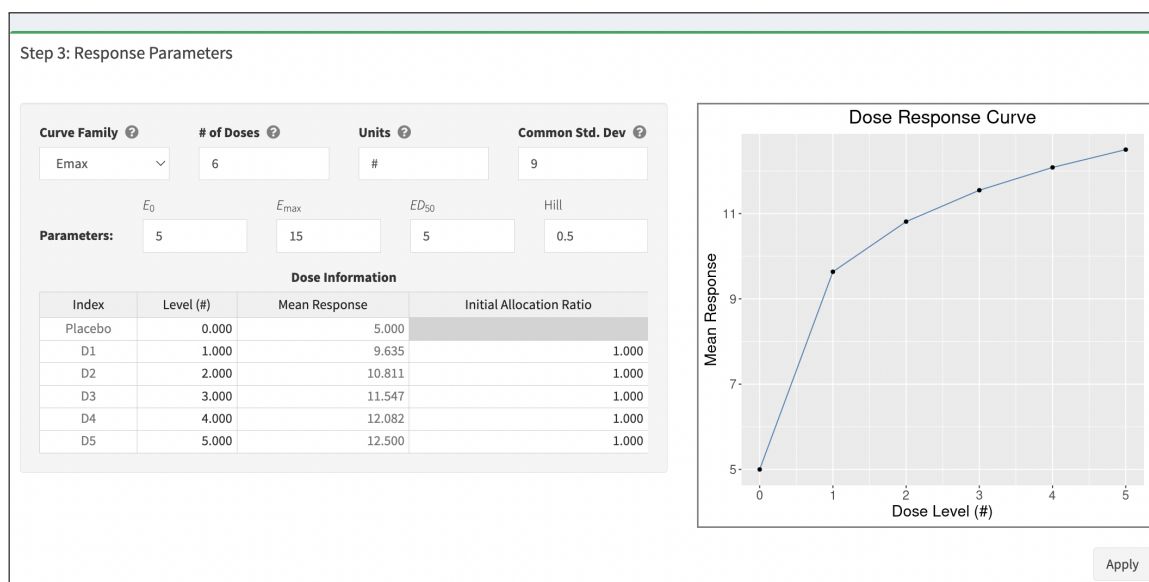 Step 3: Response Parameters
Curve Family ? # of Doses ? Units ? Common Std. Dev ?
Emax 6 # 9
E0 Emax ED50 Hill
Parameters: 5 15 5 0.5
Dose Information
Index Level (#) Mean Response Initial Allocation Ratio
Placebo 0.000 5.000
D1 1.000 9.635 1.000
D2 2.000 10.811 1.000
D3 3.000 11.547 1.000
D4 4.000 12.082 1.000
D5 5.000 12.500 1.000
Dose Response Curve
Mean Response
11
9
7
5
0 1 2 3 4 5
Dose Level (#)
Apply